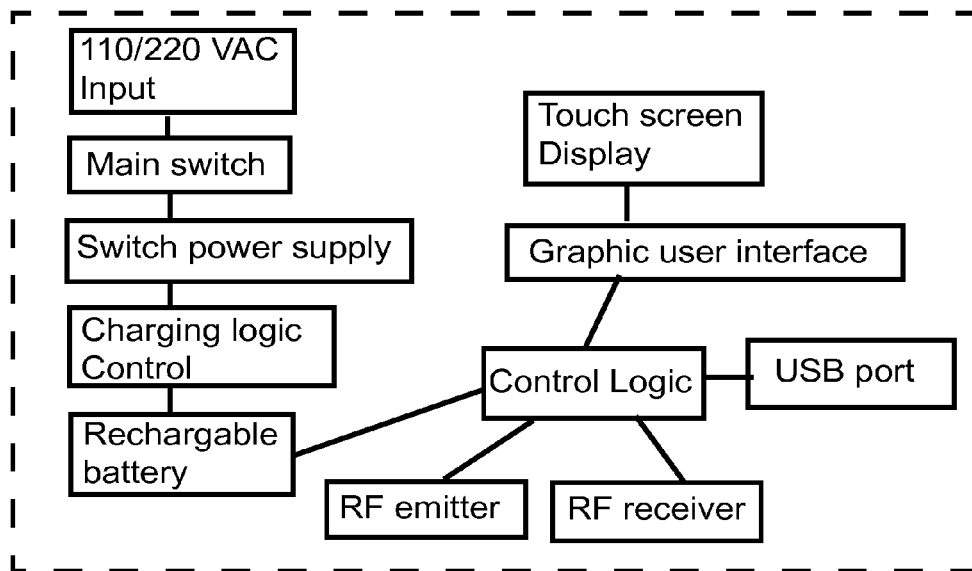 110/220 VAC
Input
Main switch
Switch power supply
Charging logic
Control
Rechargable
battery
Touch screen
Display
Graphic user interface
Control Logic
USB port
RF emitter
RF receiver